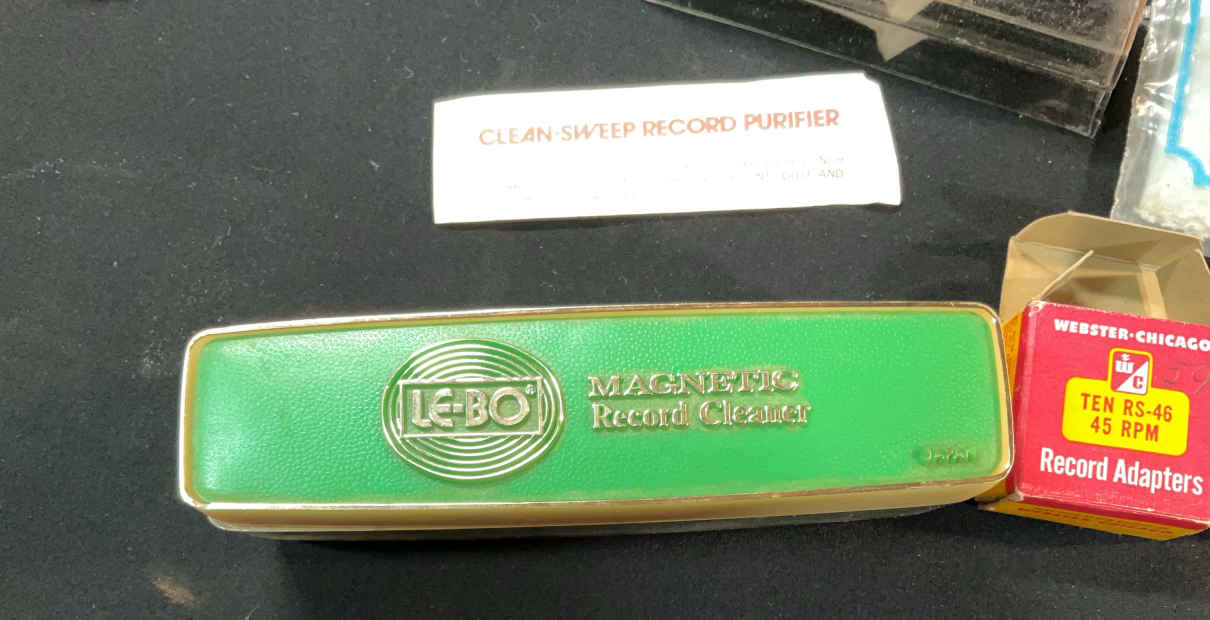 CLEAN-SWEEP RECORD PURIFIER
AND
LE-BO®
MAGNETIC
Record Cleaner
JAPAN
WEBSTER-CHICAGO
W C
TEN RS-46
45 RPM
Record Adapters